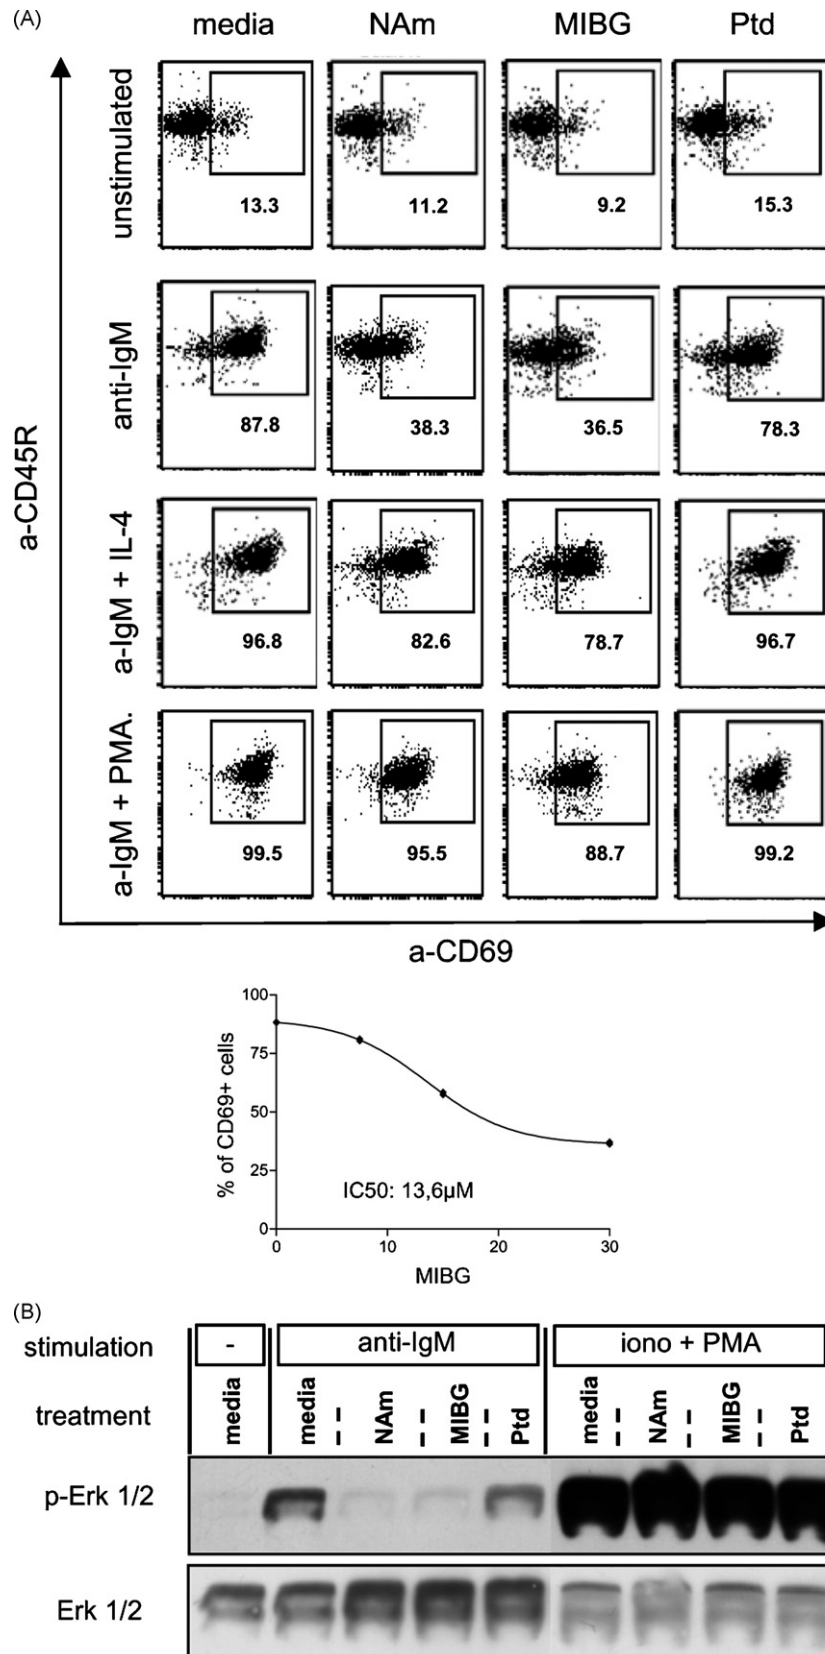 (A)
media NAm MIBG Ptd
unstimulated
13.3 11.2 9.2 15.3
anti-IgM
87.8 38.3 36.5 78.3
a-CD45R
a-IgM + IL-4
96.8 82.6 78.7 96.7
a-IgM + PMA.
99.5 95.5 88.7 99.2
a-CD69
% of CD69+ cells
100
75
50
25
0
IC50: 13,6µM
0 10 20 30
MIBG
(B)
stimulation - anti-IgM iono + PMA
treatment media media NAm MIBG Ptd media NAm MIBG Ptd
p-Erk 1/2
Erk 1/2